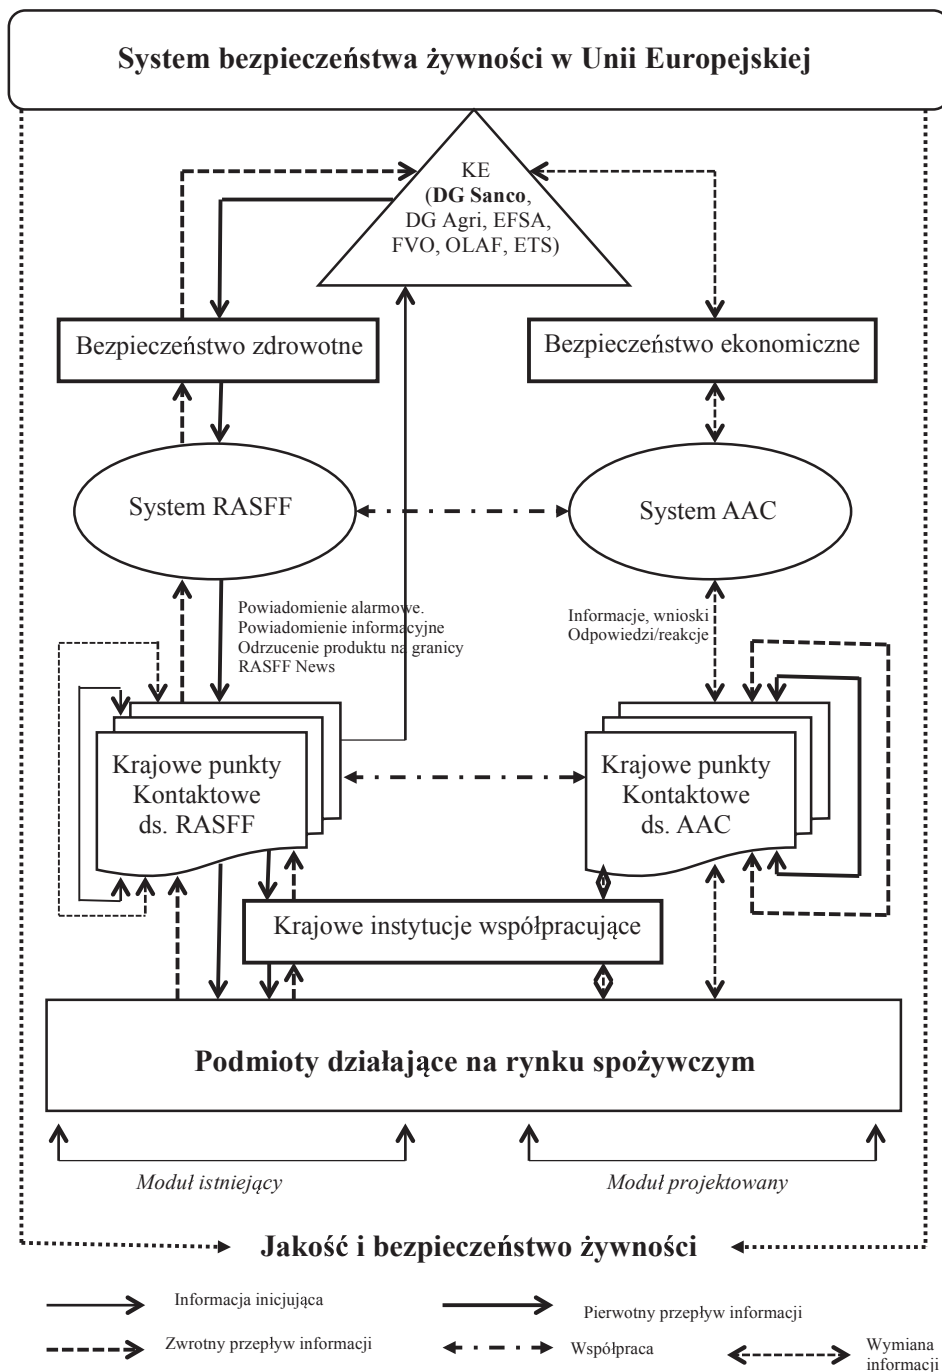 System bezpieczeństwa żywności w Unii Europejskiej
KE
(DG Sanco,
DG Agri, EFSA,
FVO, OLAF, ETS)
Bezpieczeństwo zdrowotne
Bezpieczeństwo ekonomiczne
System RASFF
System AAC
Powiadomienie alarmowe.
Powiadomienie informacyjne
Odrzucenie produktu na granicy
RASFF News
Informacje, wnioski
Odpowiedzi/reakcje
Krajowe punkty
Kontaktowe
ds. RASFF
Krajowe punkty
Kontaktowe
ds. AAC
Krajowe instytucje współpracujące
Podmioty działające na rynku spożywczym
Moduł istniejący
Moduł projektowany
Jakość i bezpieczeństwo żywności
Informacja inicjująca
Pierwotny przepływ informacji
Zwrotny przepływ informacji
Współpraca
Wymiana
informacji